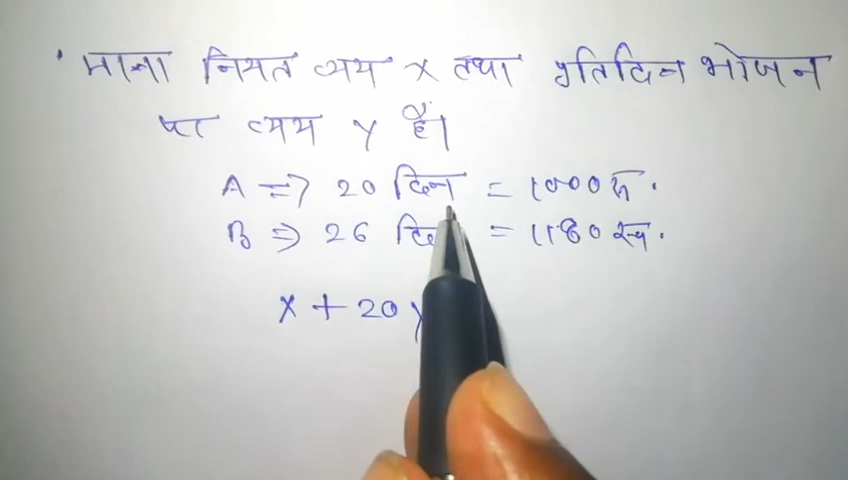 माना नियत व्यय x तथा प्रतिदिन भोजन
पर व्यय y है।
A => 20 दिन = 1000 रु.
B => 26 = 1180 रू.
x + 20 y